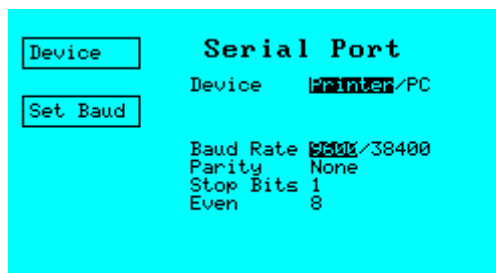 Device
Set Baud
Serial Port
Device Printer/PC
Baud Rate 9600/38400
Parity None
Stop Bits 1
Even 8